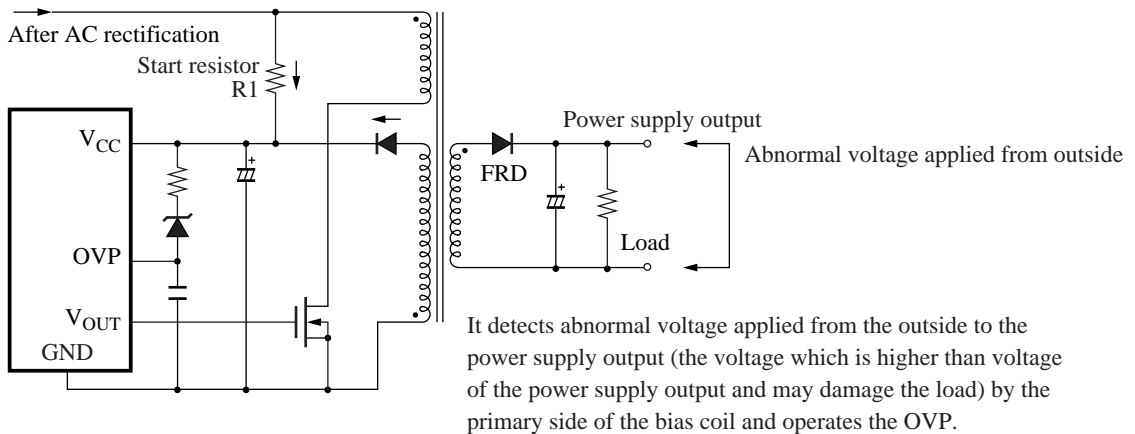 After AC rectification
Start resistor
R1
VCC
Power supply output
Abnormal voltage applied from outside
FRD
+
+
OVP
Load
VOUT
GND
It detects abnormal voltage applied from the outside to the
power supply output (the voltage which is higher than voltage
of the power supply output and may damage the load) by the
primary side of the bias coil and operates the OVP.